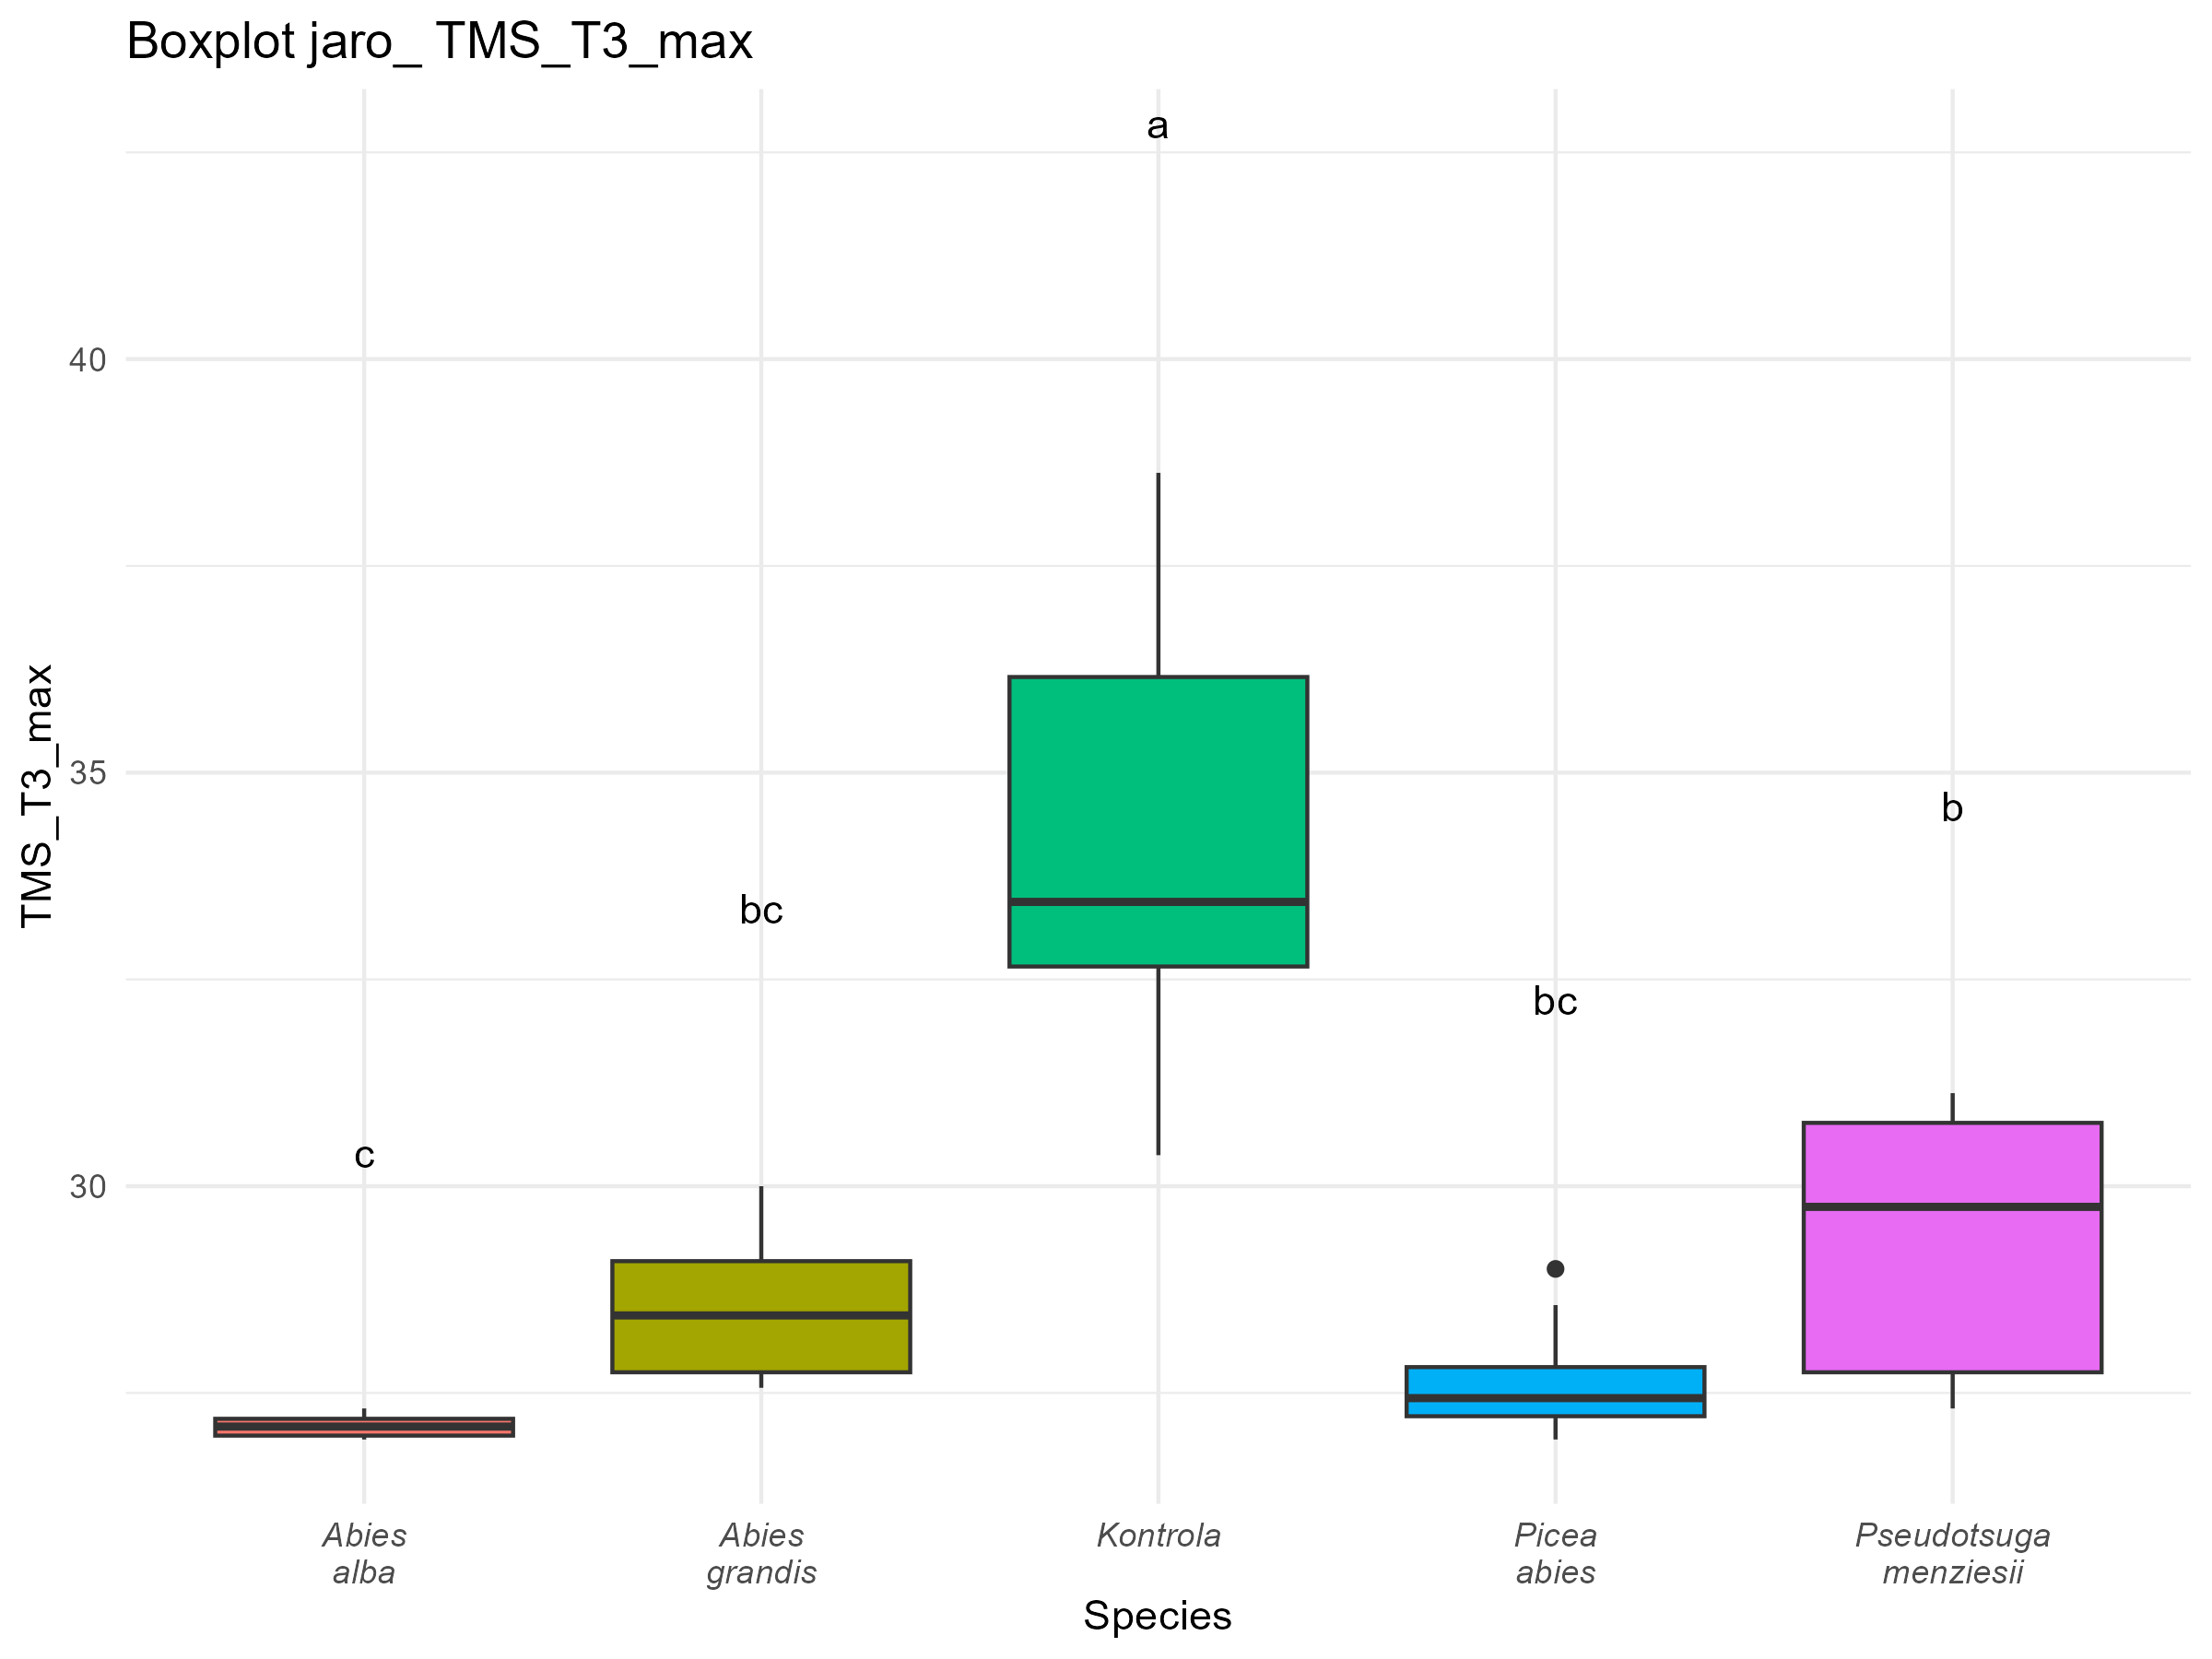 Boxplot jaro_ TMS_T3_max
a
40
TMS_T3_max
35
b
bc
bc
c
30
Abies
alba
Abies
grandis
Kontrola
Picea
abies
Pseudotsuga
menziesii
Species